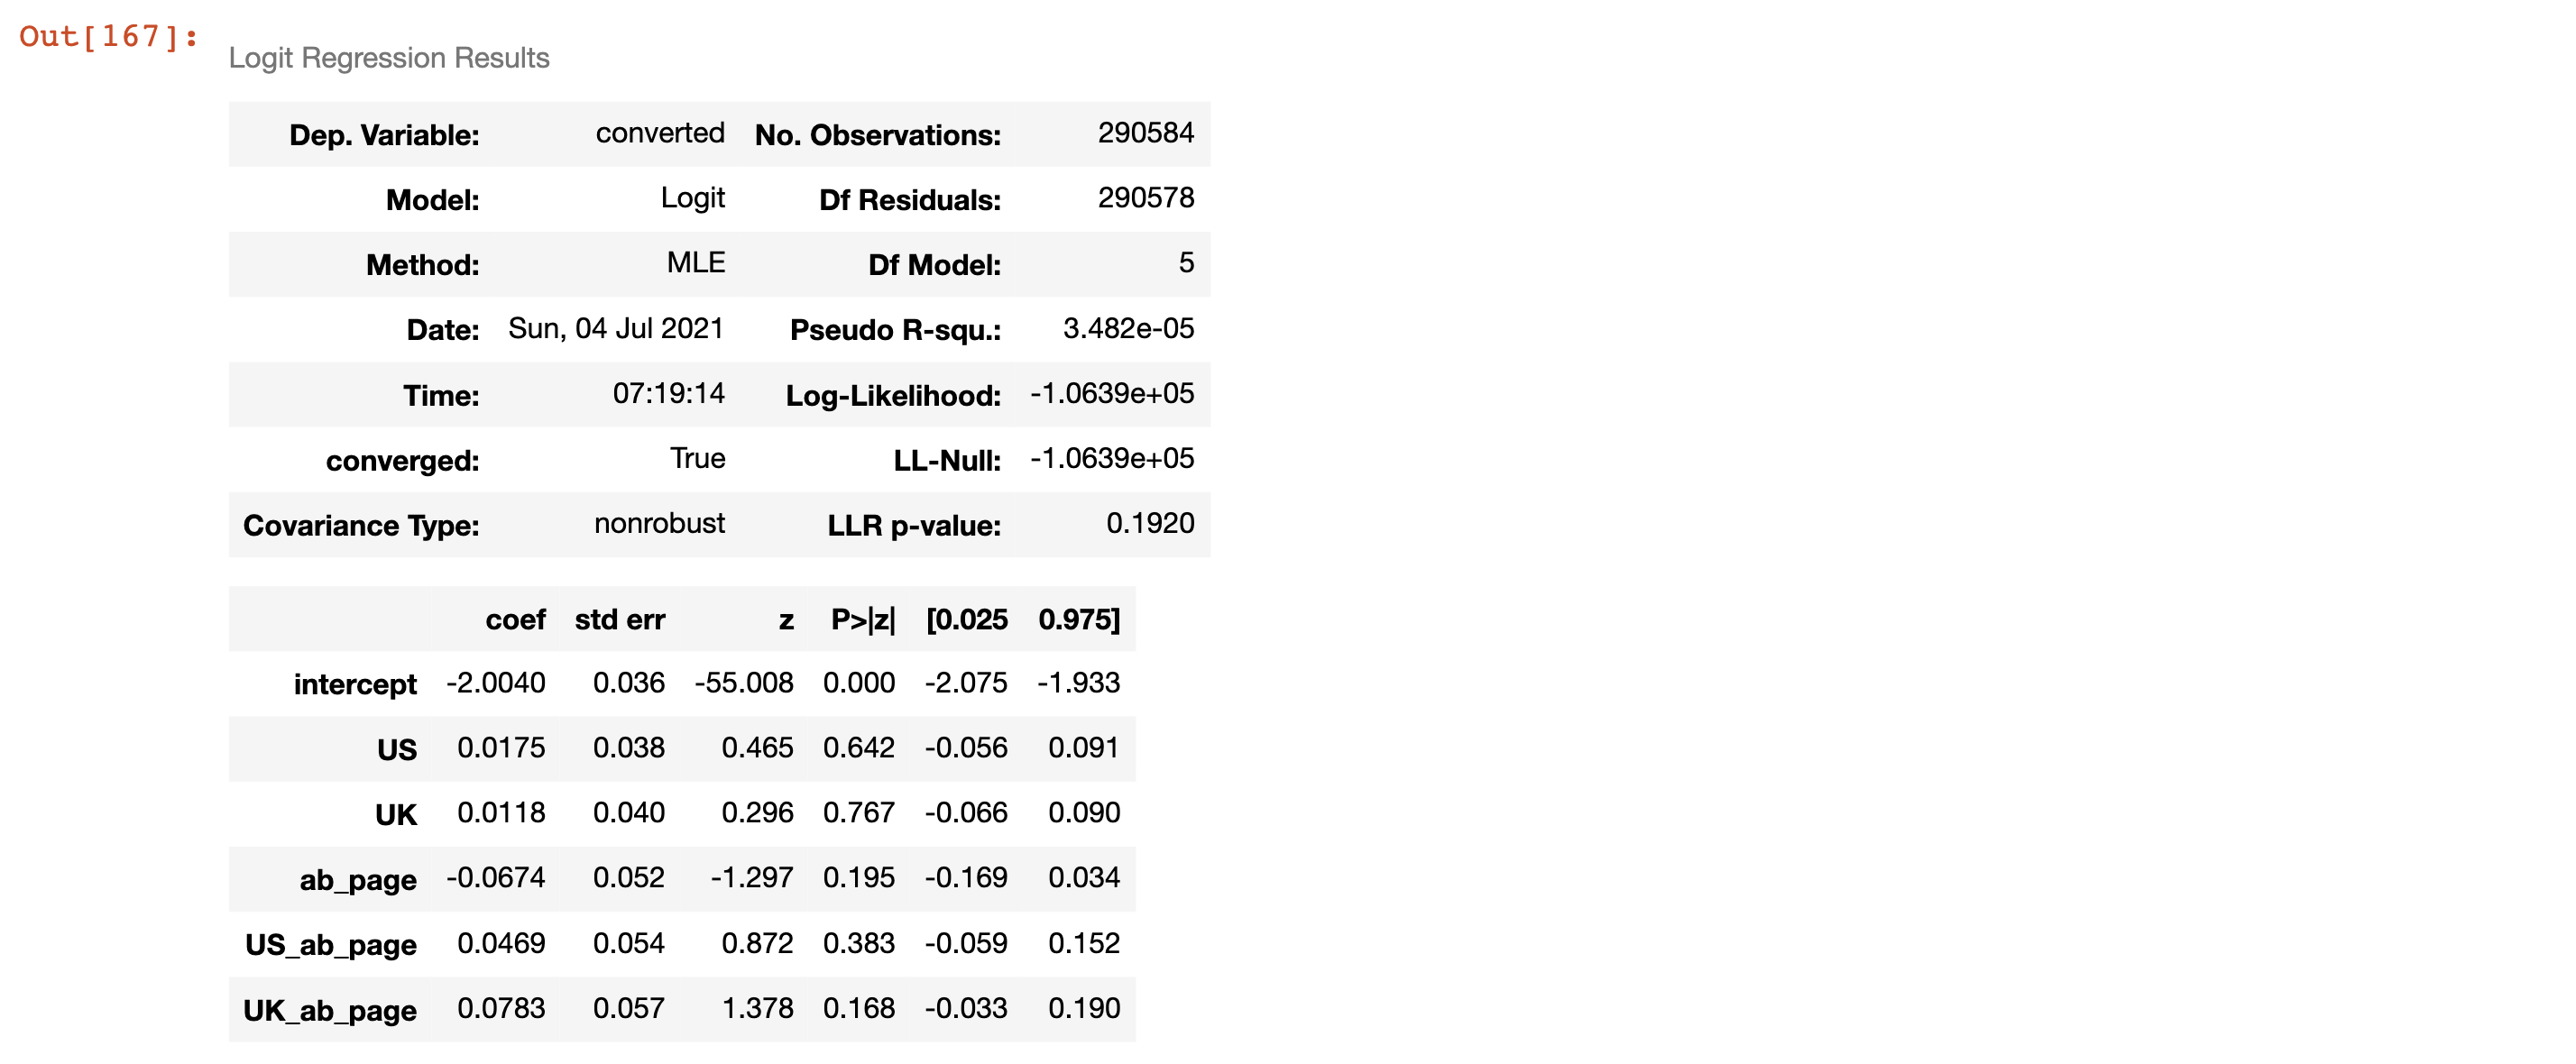 Out[167]:
Logit Regression Results
Dep. Variable: converted No. Observations: 290584
Model: Logit Df Residuals: 290578
Method: MLE Df Model: 5
Date: Sun, 04 Jul 2021 Pseudo R-squ.: 3.482e-05
Time: 07:19:14 Log-Likelihood: -1.0639e+05
converged: True LL-Null: -1.0639e+05
Covariance Type: nonrobust LLR p-value: 0.1920
coef std err z P>|z| [0.025 0.975]
intercept -2.0040 0.036 -55.008 0.000 -2.075 -1.933
US 0.0175 0.038 0.465 0.642 -0.056 0.091
UK 0.0118 0.040 0.296 0.767 -0.066 0.090
ab_page -0.0674 0.052 -1.297 0.195 -0.169 0.034
US_ab_page 0.0469 0.054 0.872 0.383 -0.059 0.152
UK_ab_page 0.0783 0.057 1.378 0.168 -0.033 0.190